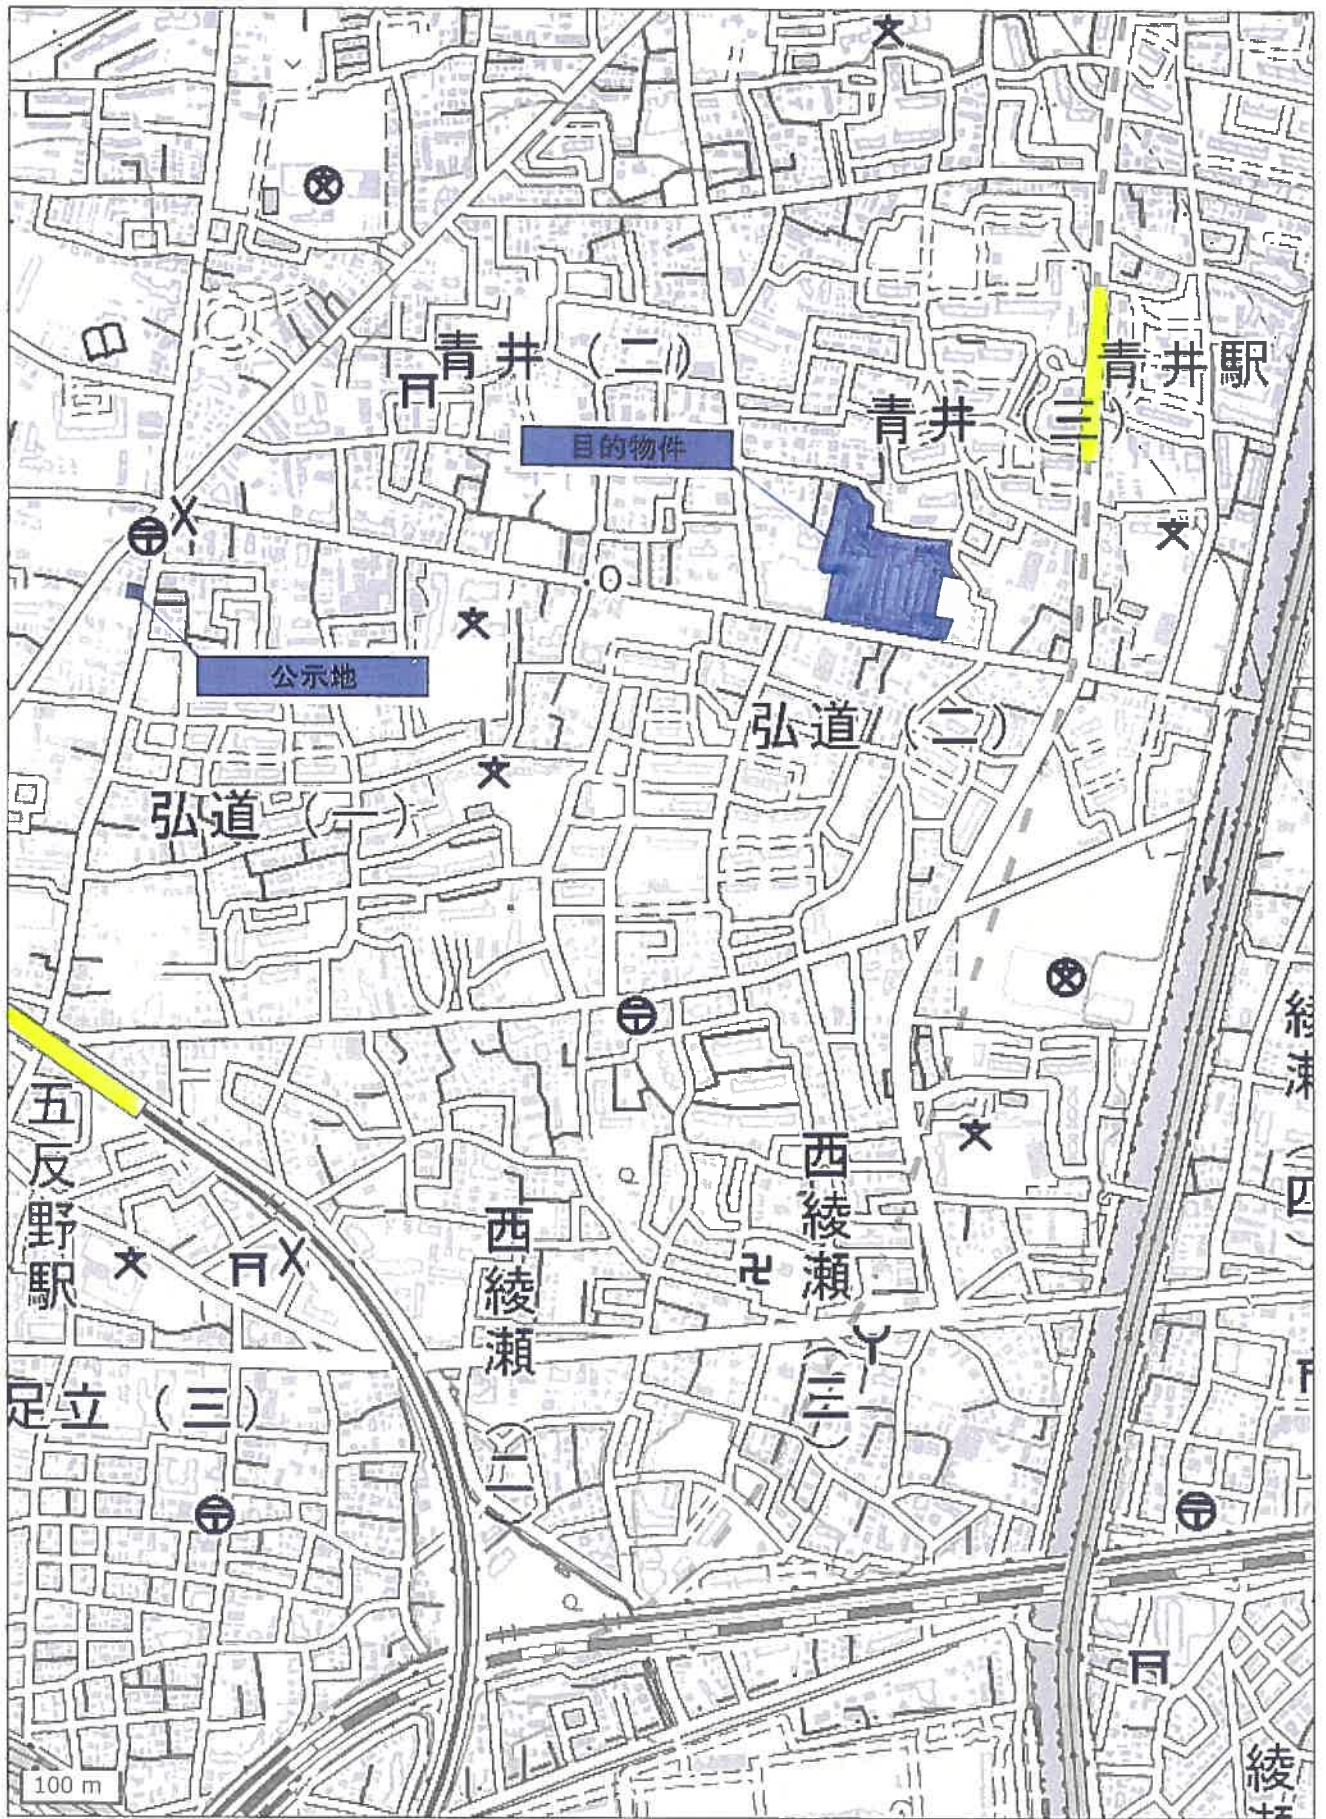 青井（二）
青井駅
青井（三）
目的物件
公示地
弘道（二）
弘道（一）
五反野駅
西綾瀬（三）
西綾瀬（二）
綾瀬（四）
足立（三）
100 m
綾瀬